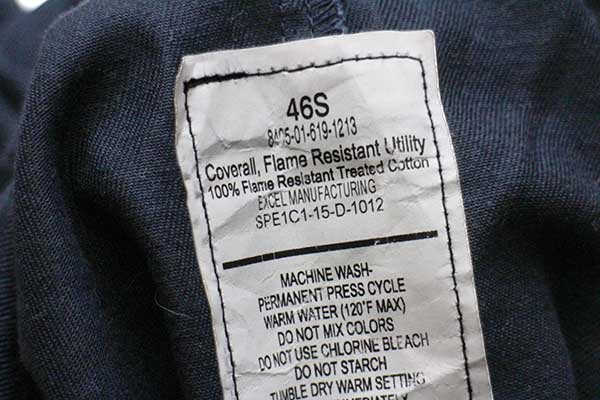 46S
8405-01-619-1213
Coverall, Flame Resistant Utility
100% Flame Resistant Treated Cotton
EXCEL MANUFACTURING
SPE1C1-15-D-1012
MACHINE WASH-
PERMANENT PRESS CYCLE
WARM WATER (120°F MAX)
DO NOT MIX COLORS
DO NOT USE CHLORINE BLEACH
DO NOT STARCH
TUMBLE DRY WARM SETTING